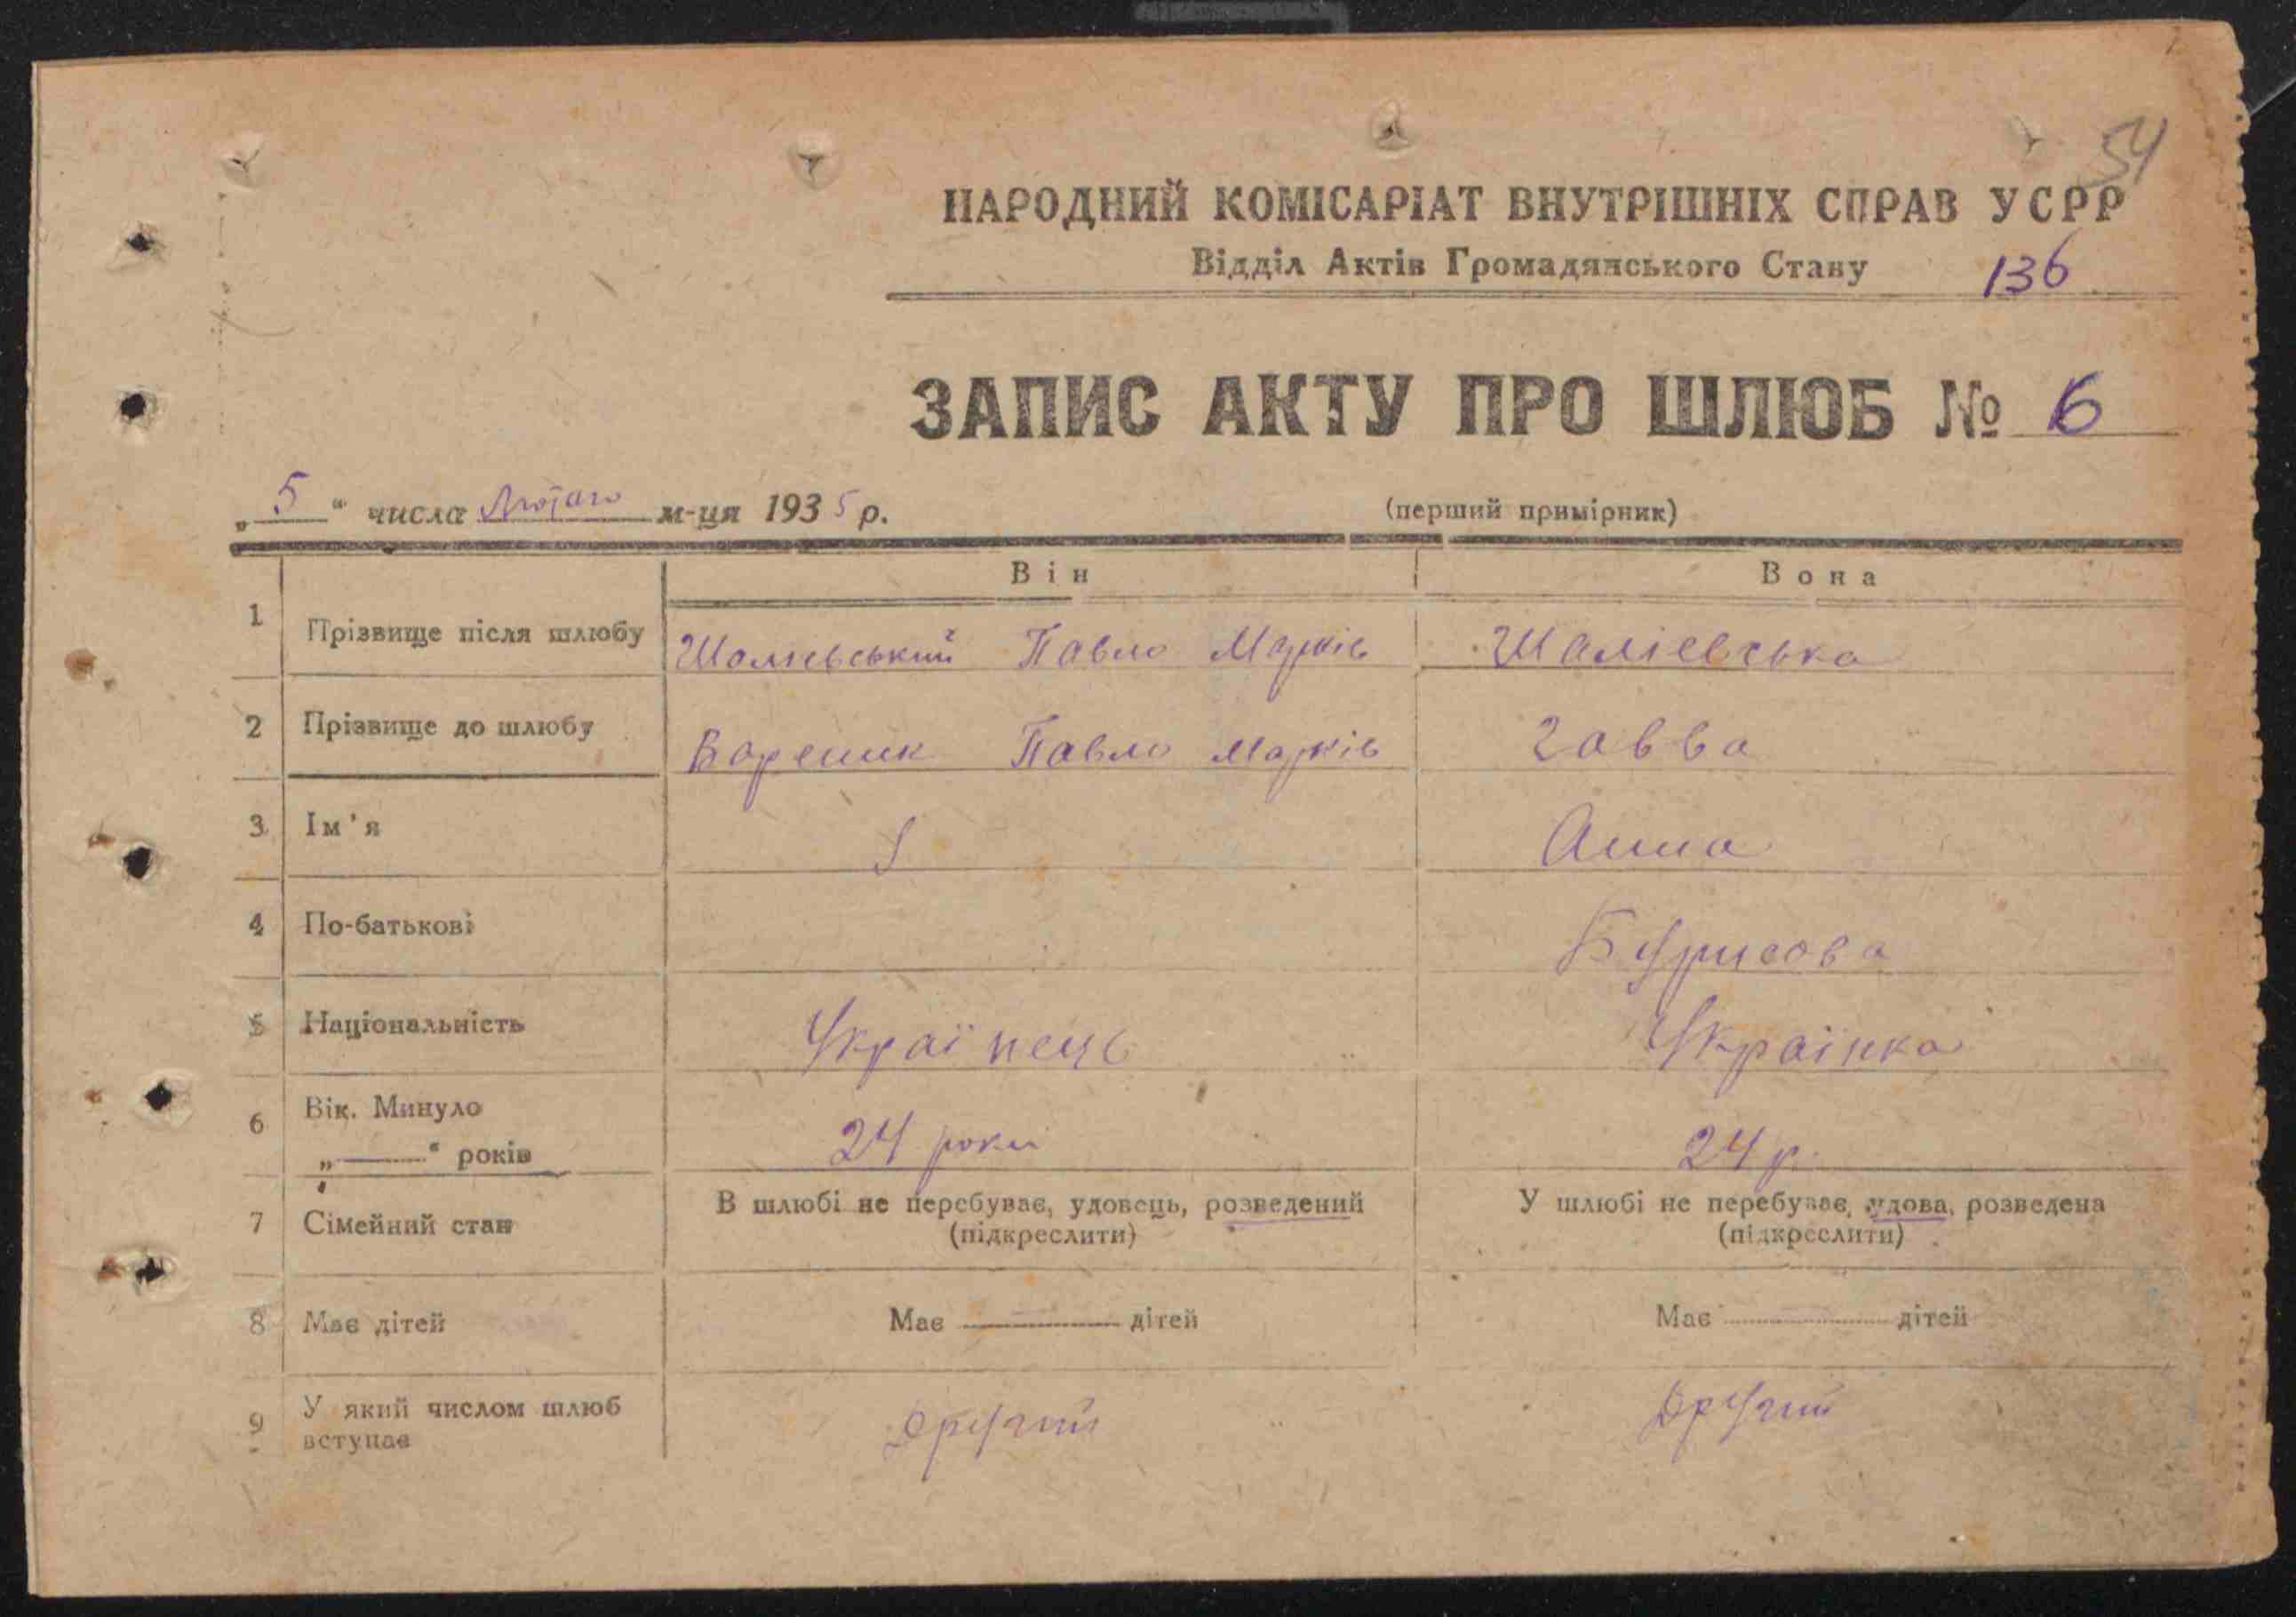 54
НАРОДНИЙ КОМІСАРІАТ ВНУТРІШНІХ СПРАВ УСРР
Відділ Актів Громадянського Стану 136
ЗАПИС АКТУ ПРО ШЛЮБ № 6
„ 5 “ числа Лютого м-ця 1935 р. (перший примірник)
Він Вона
1 Прізвище після шлюбу Шалієвський Павло Марків Шалієвська
2 Прізвище до шлюбу Вареник Павло Марків Гавва
3 Ім'я Анна
4 По-батькові Бурисова
5 Національність Українець Українка
6 Вік. Минуло
„ “ років 24 роки 24 р.
7 Сімейний стан В шлюбі не перебуває, удовець, розведений У шлюбі не перебуває, удова, розведена
(підкреслити) (підкреслити)
8 Має дітей Має дітей Має дітей
9 У який числом шлюб вступає Другий Другий